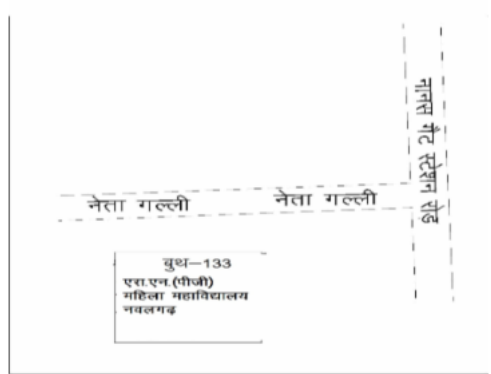 नानसा गेट स्टेशन रोड
नेता गल्ली नेता गल्ली
बुथ–133
एस.एन.(पीजी)
महिला महाविद्यालय
नवलगढ़